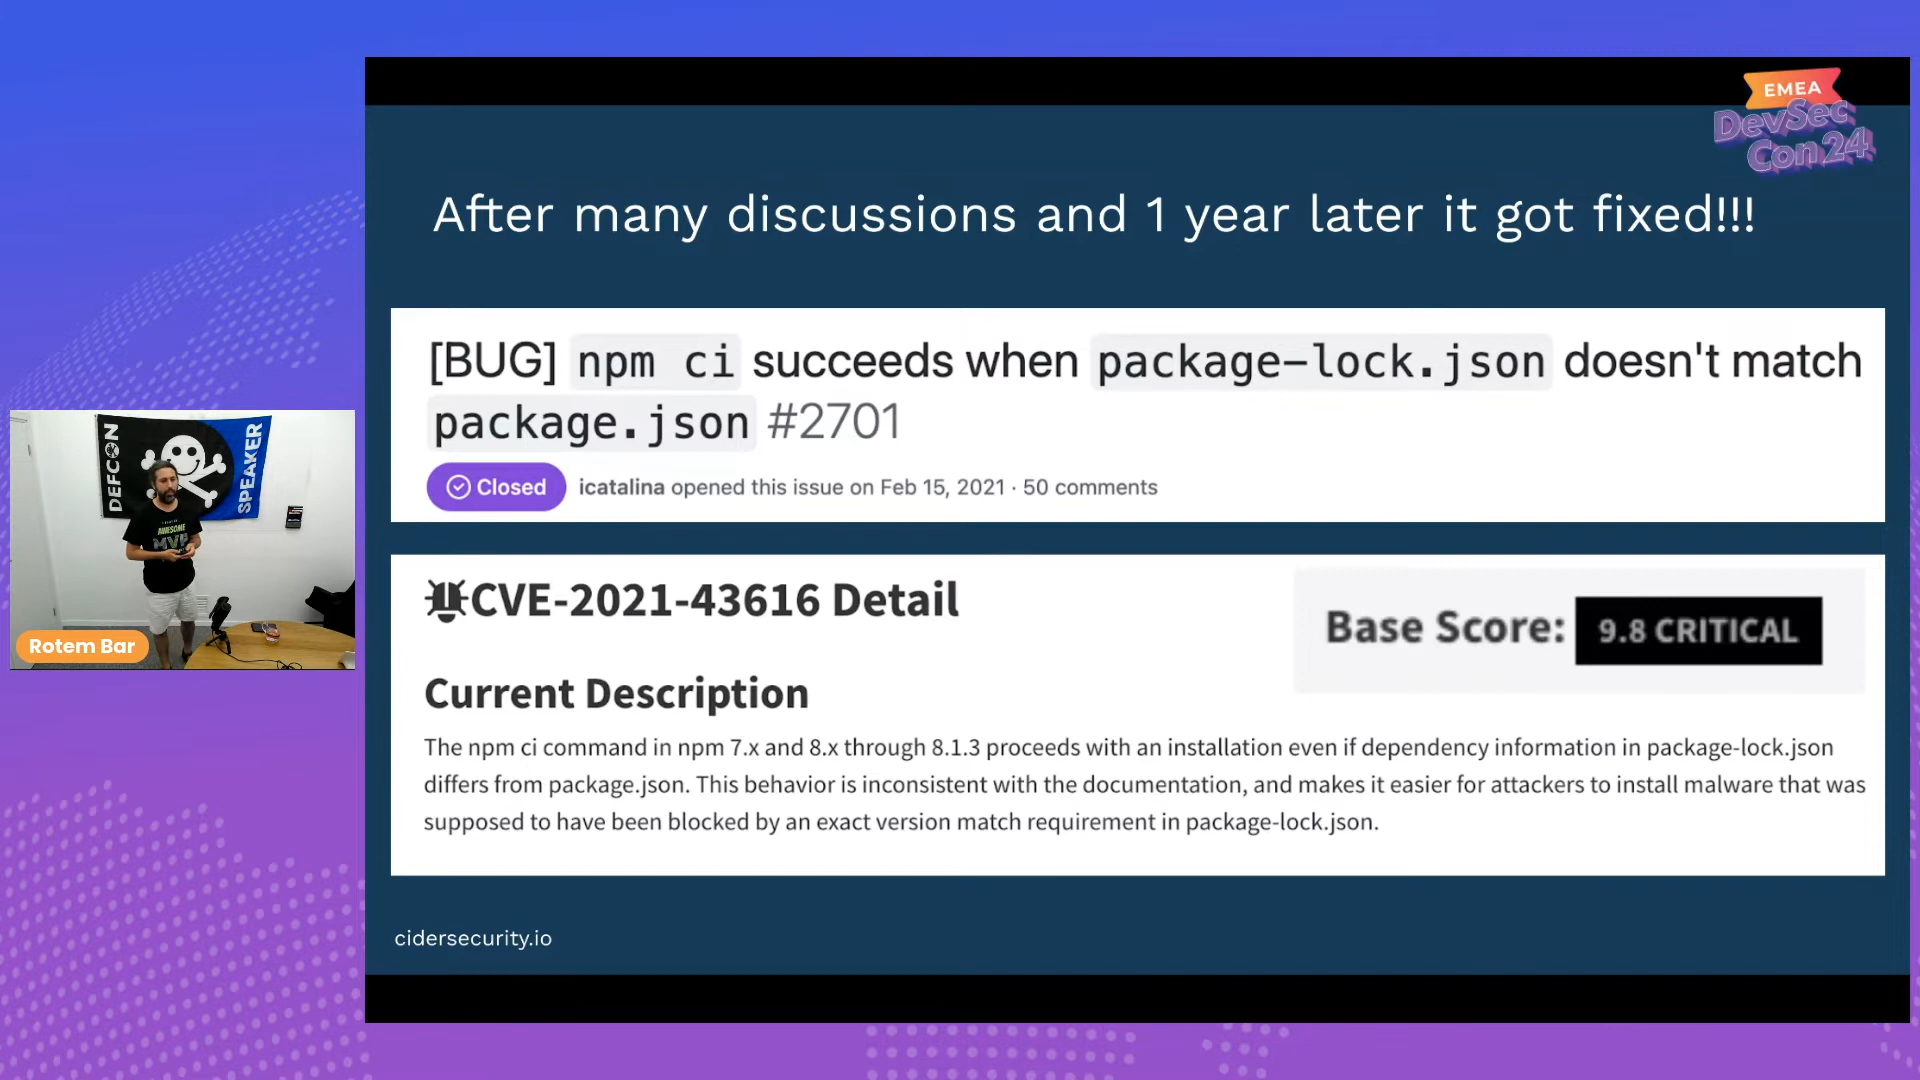 EMEA
DevSec
Con24
After many discussions and 1 year later it got fixed!!!
[BUG] npm ci succeeds when package-lock.json doesn't match
package.json #2701
Closed icatalina opened this issue on Feb 15, 2021 · 50 comments
CVE-2021-43616 Detail
Base Score: 9.8 CRITICAL
Current Description
The npm ci command in npm 7.x and 8.x through 8.1.3 proceeds with an installation even if dependency information in package-lock.json
differs from package.json. This behavior is inconsistent with the documentation, and makes it easier for attackers to install malware that was
supposed to have been blocked by an exact version match requirement in package-lock.json.
cidersecurity.io
DEFCON
SPEAKER
AWESOME
MVP
Rotem Bar